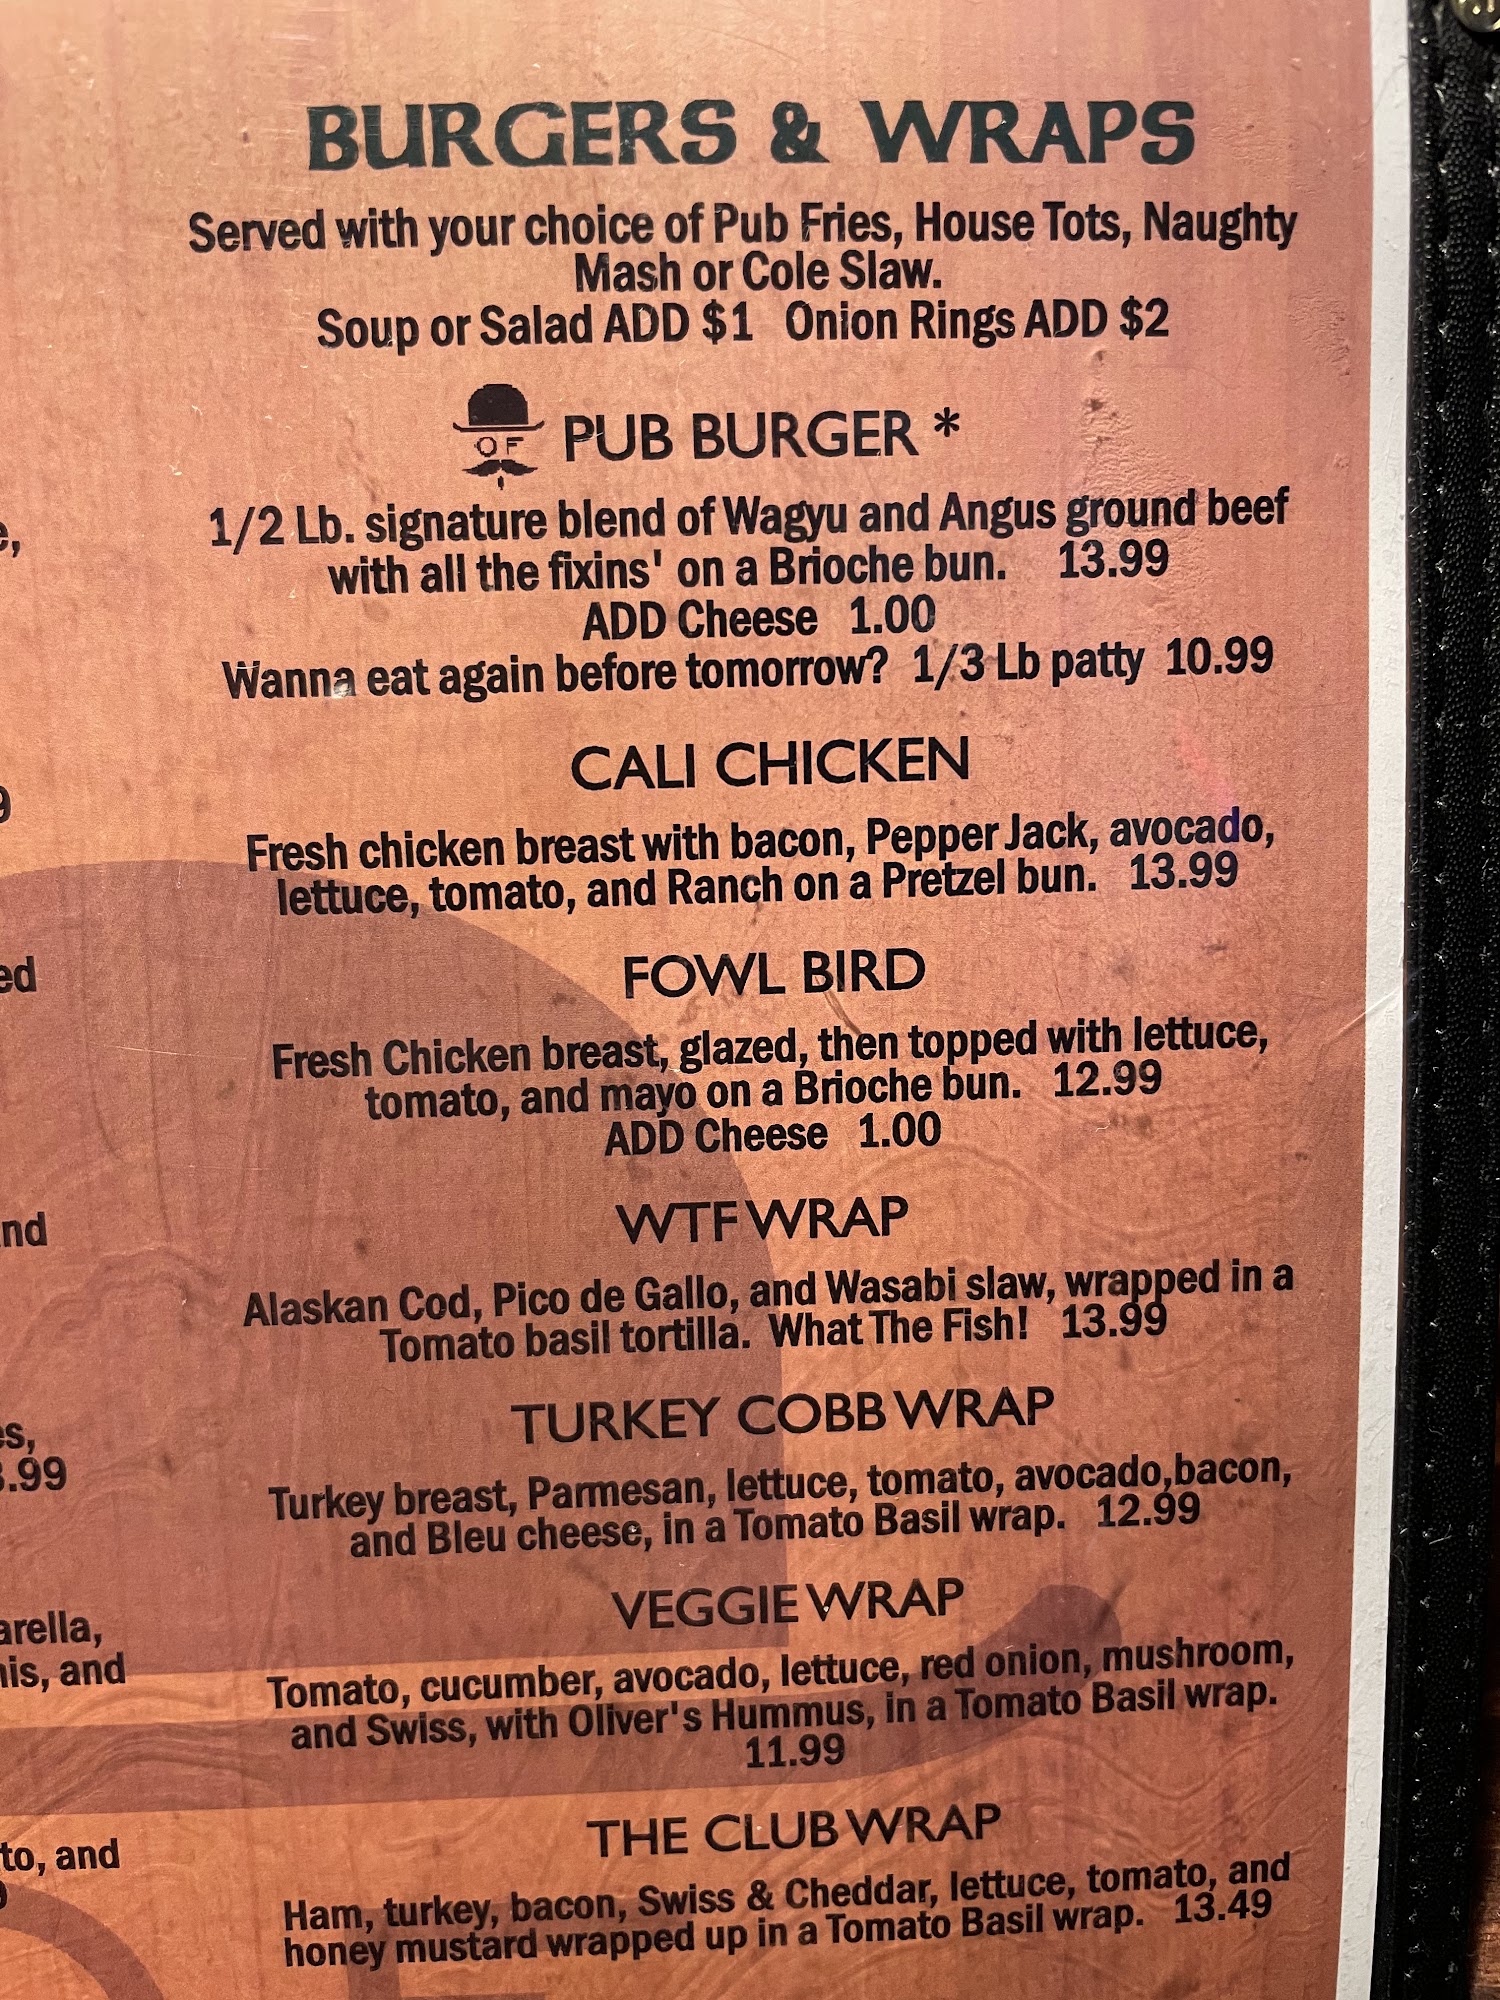 BURGERS & WRAPS
Served with your choice of Pub Fries, House Tots, Naughty
Mash or Cole Slaw.
Soup or Salad ADD $1 Onion Rings ADD $2
OF PUB BURGER *
1/2 Lb. signature blend of Wagyu and Angus ground beef
with all the fixins' on a Brioche bun. 13.99
ADD Cheese 1.00
Wanna eat again before tomorrow? 1/3 Lb patty 10.99
CALI CHICKEN
Fresh chicken breast with bacon, Pepper Jack, avocado,
lettuce, tomato, and Ranch on a Pretzel bun. 13.99
FOWL BIRD
Fresh Chicken breast, glazed, then topped with lettuce,
tomato, and mayo on a Brioche bun. 12.99
ADD Cheese 1.00
WTF WRAP
Alaskan Cod, Pico de Gallo, and Wasabi slaw, wrapped in a
Tomato basil tortilla. What The Fish! 13.99
TURKEY COBB WRAP
Turkey breast, Parmesan, lettuce, tomato, avocado,bacon,
and Bleu cheese, in a Tomato Basil wrap. 12.99
VEGGIE WRAP
Tomato, cucumber, avocado, lettuce, red onion, mushroom,
and Swiss, with Oliver's Hummus, in a Tomato Basil wrap.
11.99
THE CLUB WRAP
Ham, turkey, bacon, Swiss & Cheddar, lettuce, tomato, and
honey mustard wrapped up in a Tomato Basil wrap. 13.49